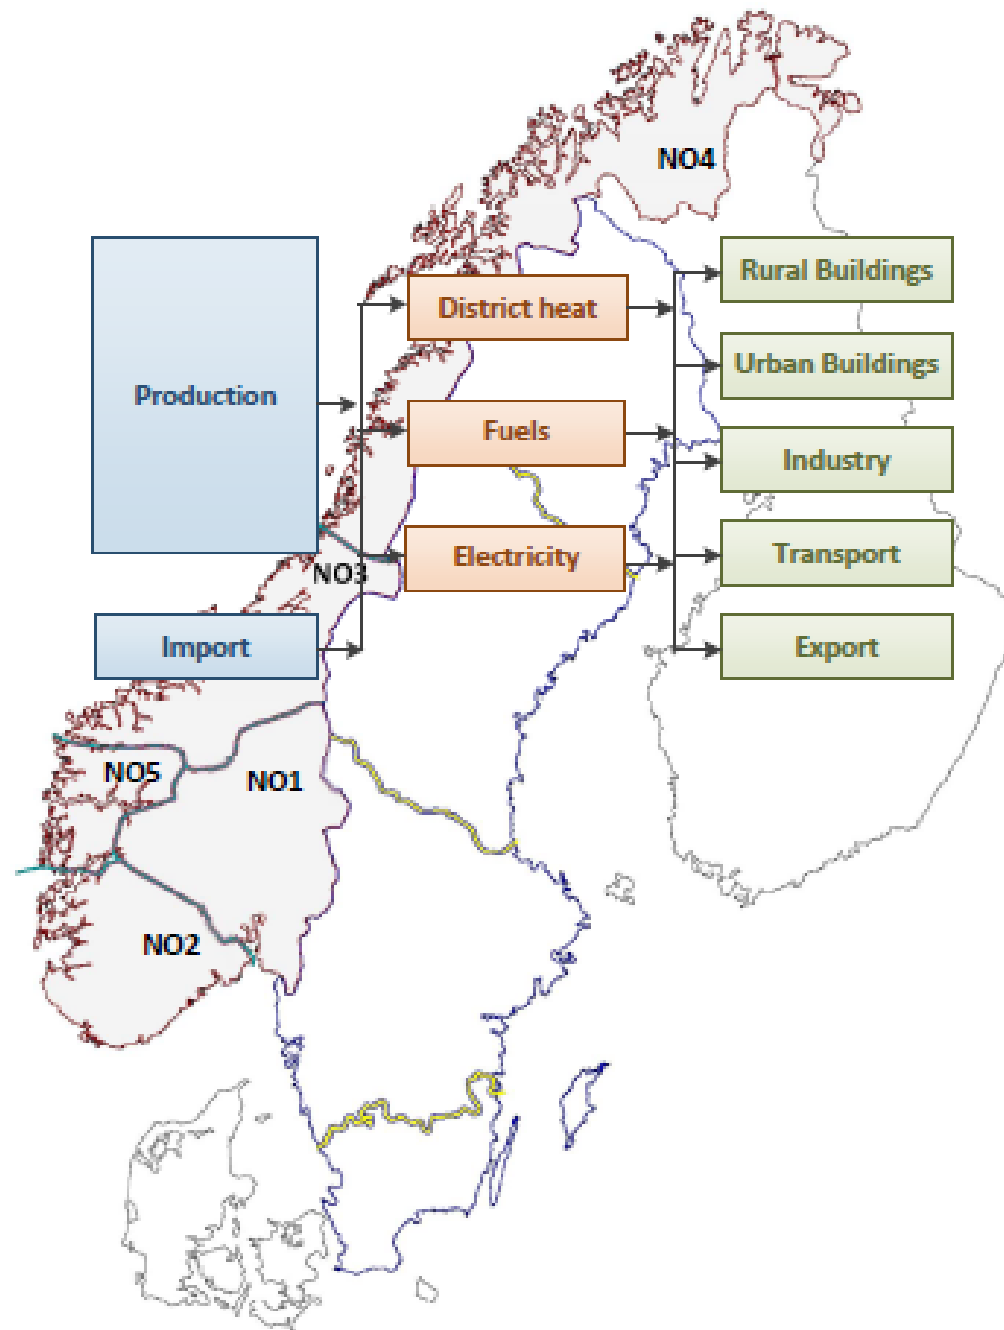 NO4
Rural Buildings
District heat
Urban Buildings
Production
Fuels
Industry
Electricity
Transport
NO3
Import
Export
NO5
NO1
NO2